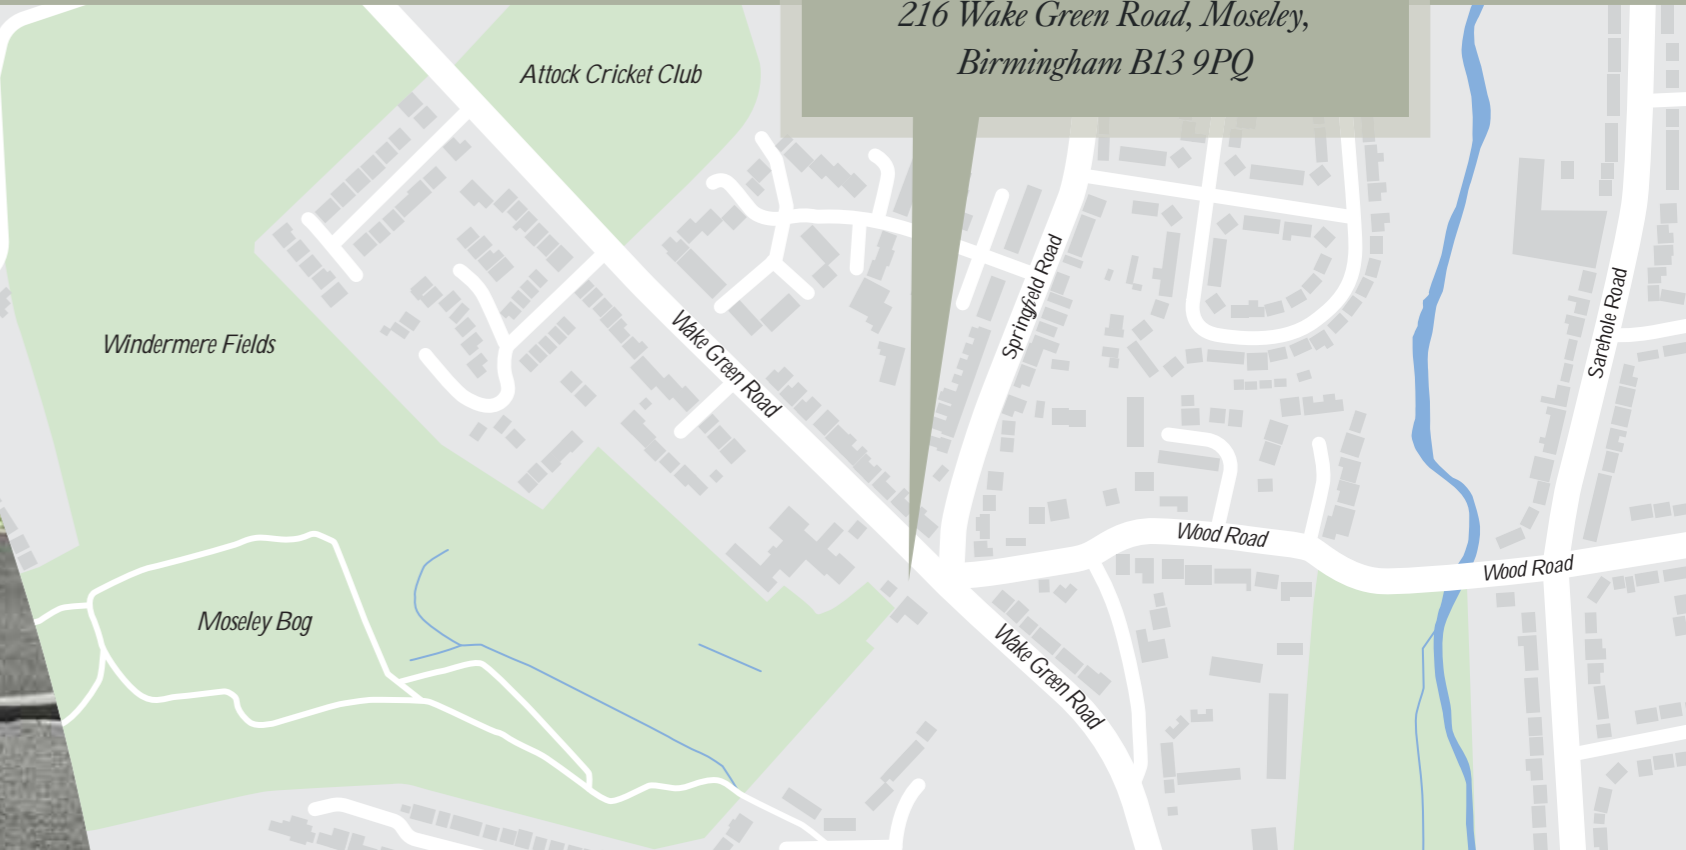 216 Wake Green Road, Moseley,
Birmingham B13 9PQ
Attock Cricket Club
Springfield Road
Sarehole Road
Windermere Fields
Wake Green Road
Wood Road
Wood Road
Moseley Bog
Wake Green Road